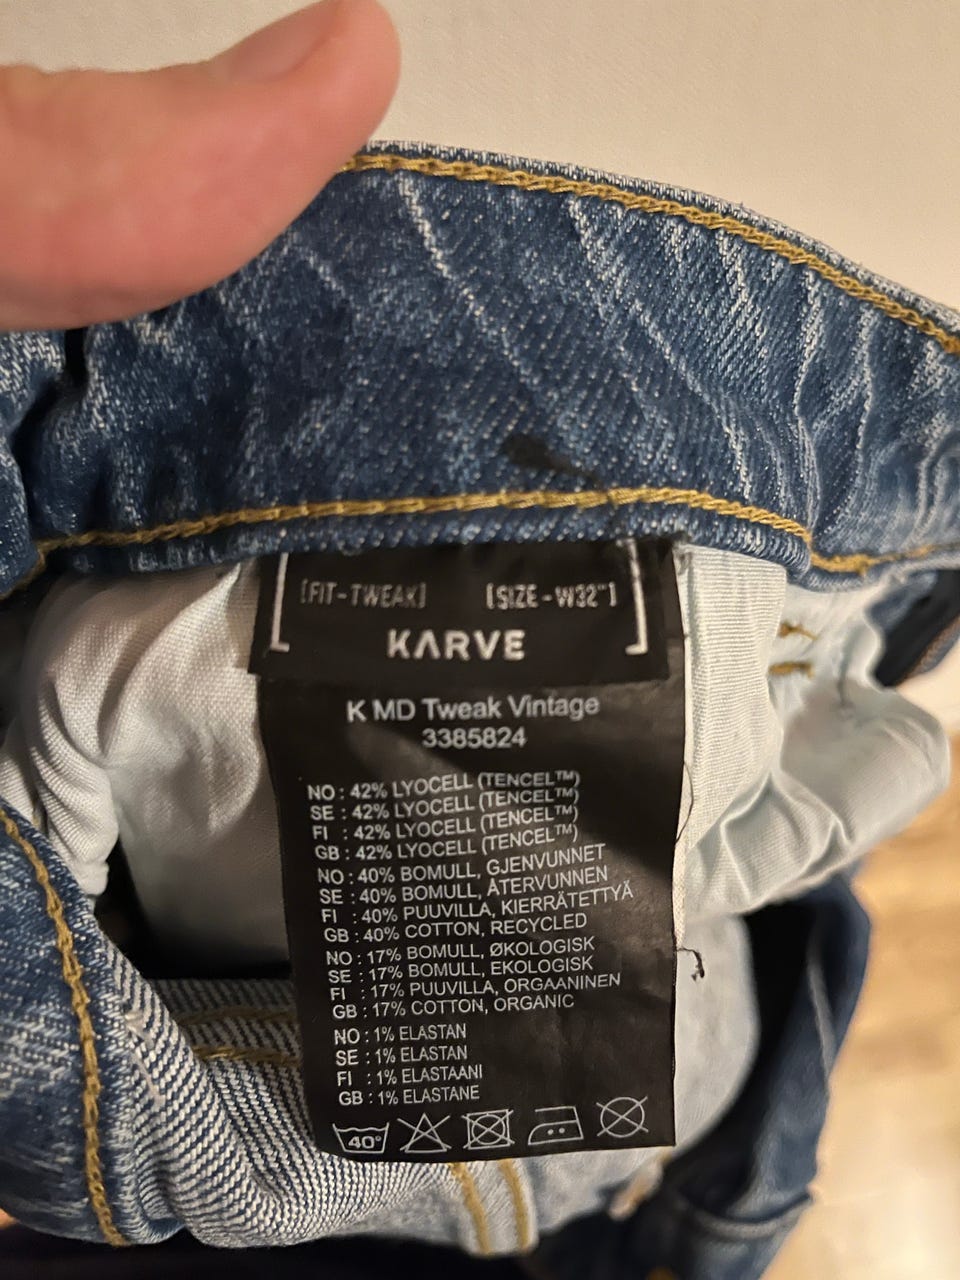 [FIT-TWEAK] [SIZE-W32"]
KARVE
K MD Tweak Vintage
3385824
NO : 42% LYOCELL (TENCEL™)
SE : 42% LYOCELL (TENCEL™)
FI : 42% LYOCELL (TENCEL™)
GB : 42% LYOCELL (TENCEL™)
NO : 40% BOMULL, GJENVUNNET
SE : 40% BOMULL, ÅTERVUNNEN
FI : 40% PUUVILLA, KIERRÄTETTYÄ
GB : 40% COTTON, RECYCLED
NO : 17% BOMULL, ØKOLOGISK
SE : 17% BOMULL, EKOLOGISK
FI : 17% PUUVILLA, ORGAANINEN
GB : 17% COTTON, ORGANIC
NO : 1% ELASTAN
SE : 1% ELASTAN
FI : 1% ELASTAANI
GB : 1% ELASTANE
40°